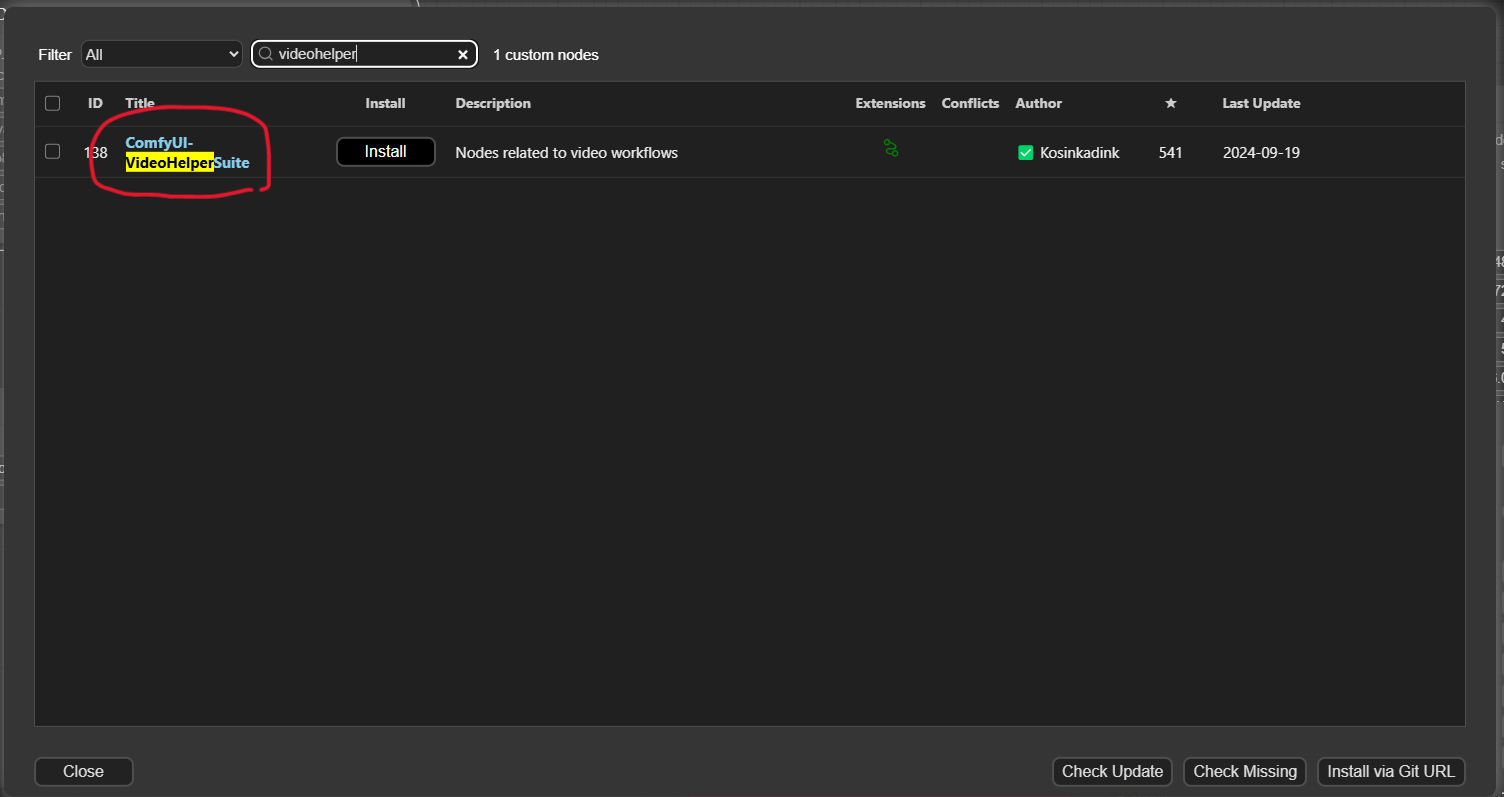 Filter All videohelper 1 custom nodes
ID Title Install Description Extensions Conflicts Author ★ Last Update
138 ComfyUI-
VideoHelperSuite Install Nodes related to video workflows Kosinkadink 541 2024-09-19
Close Check Update Check Missing Install via Git URL